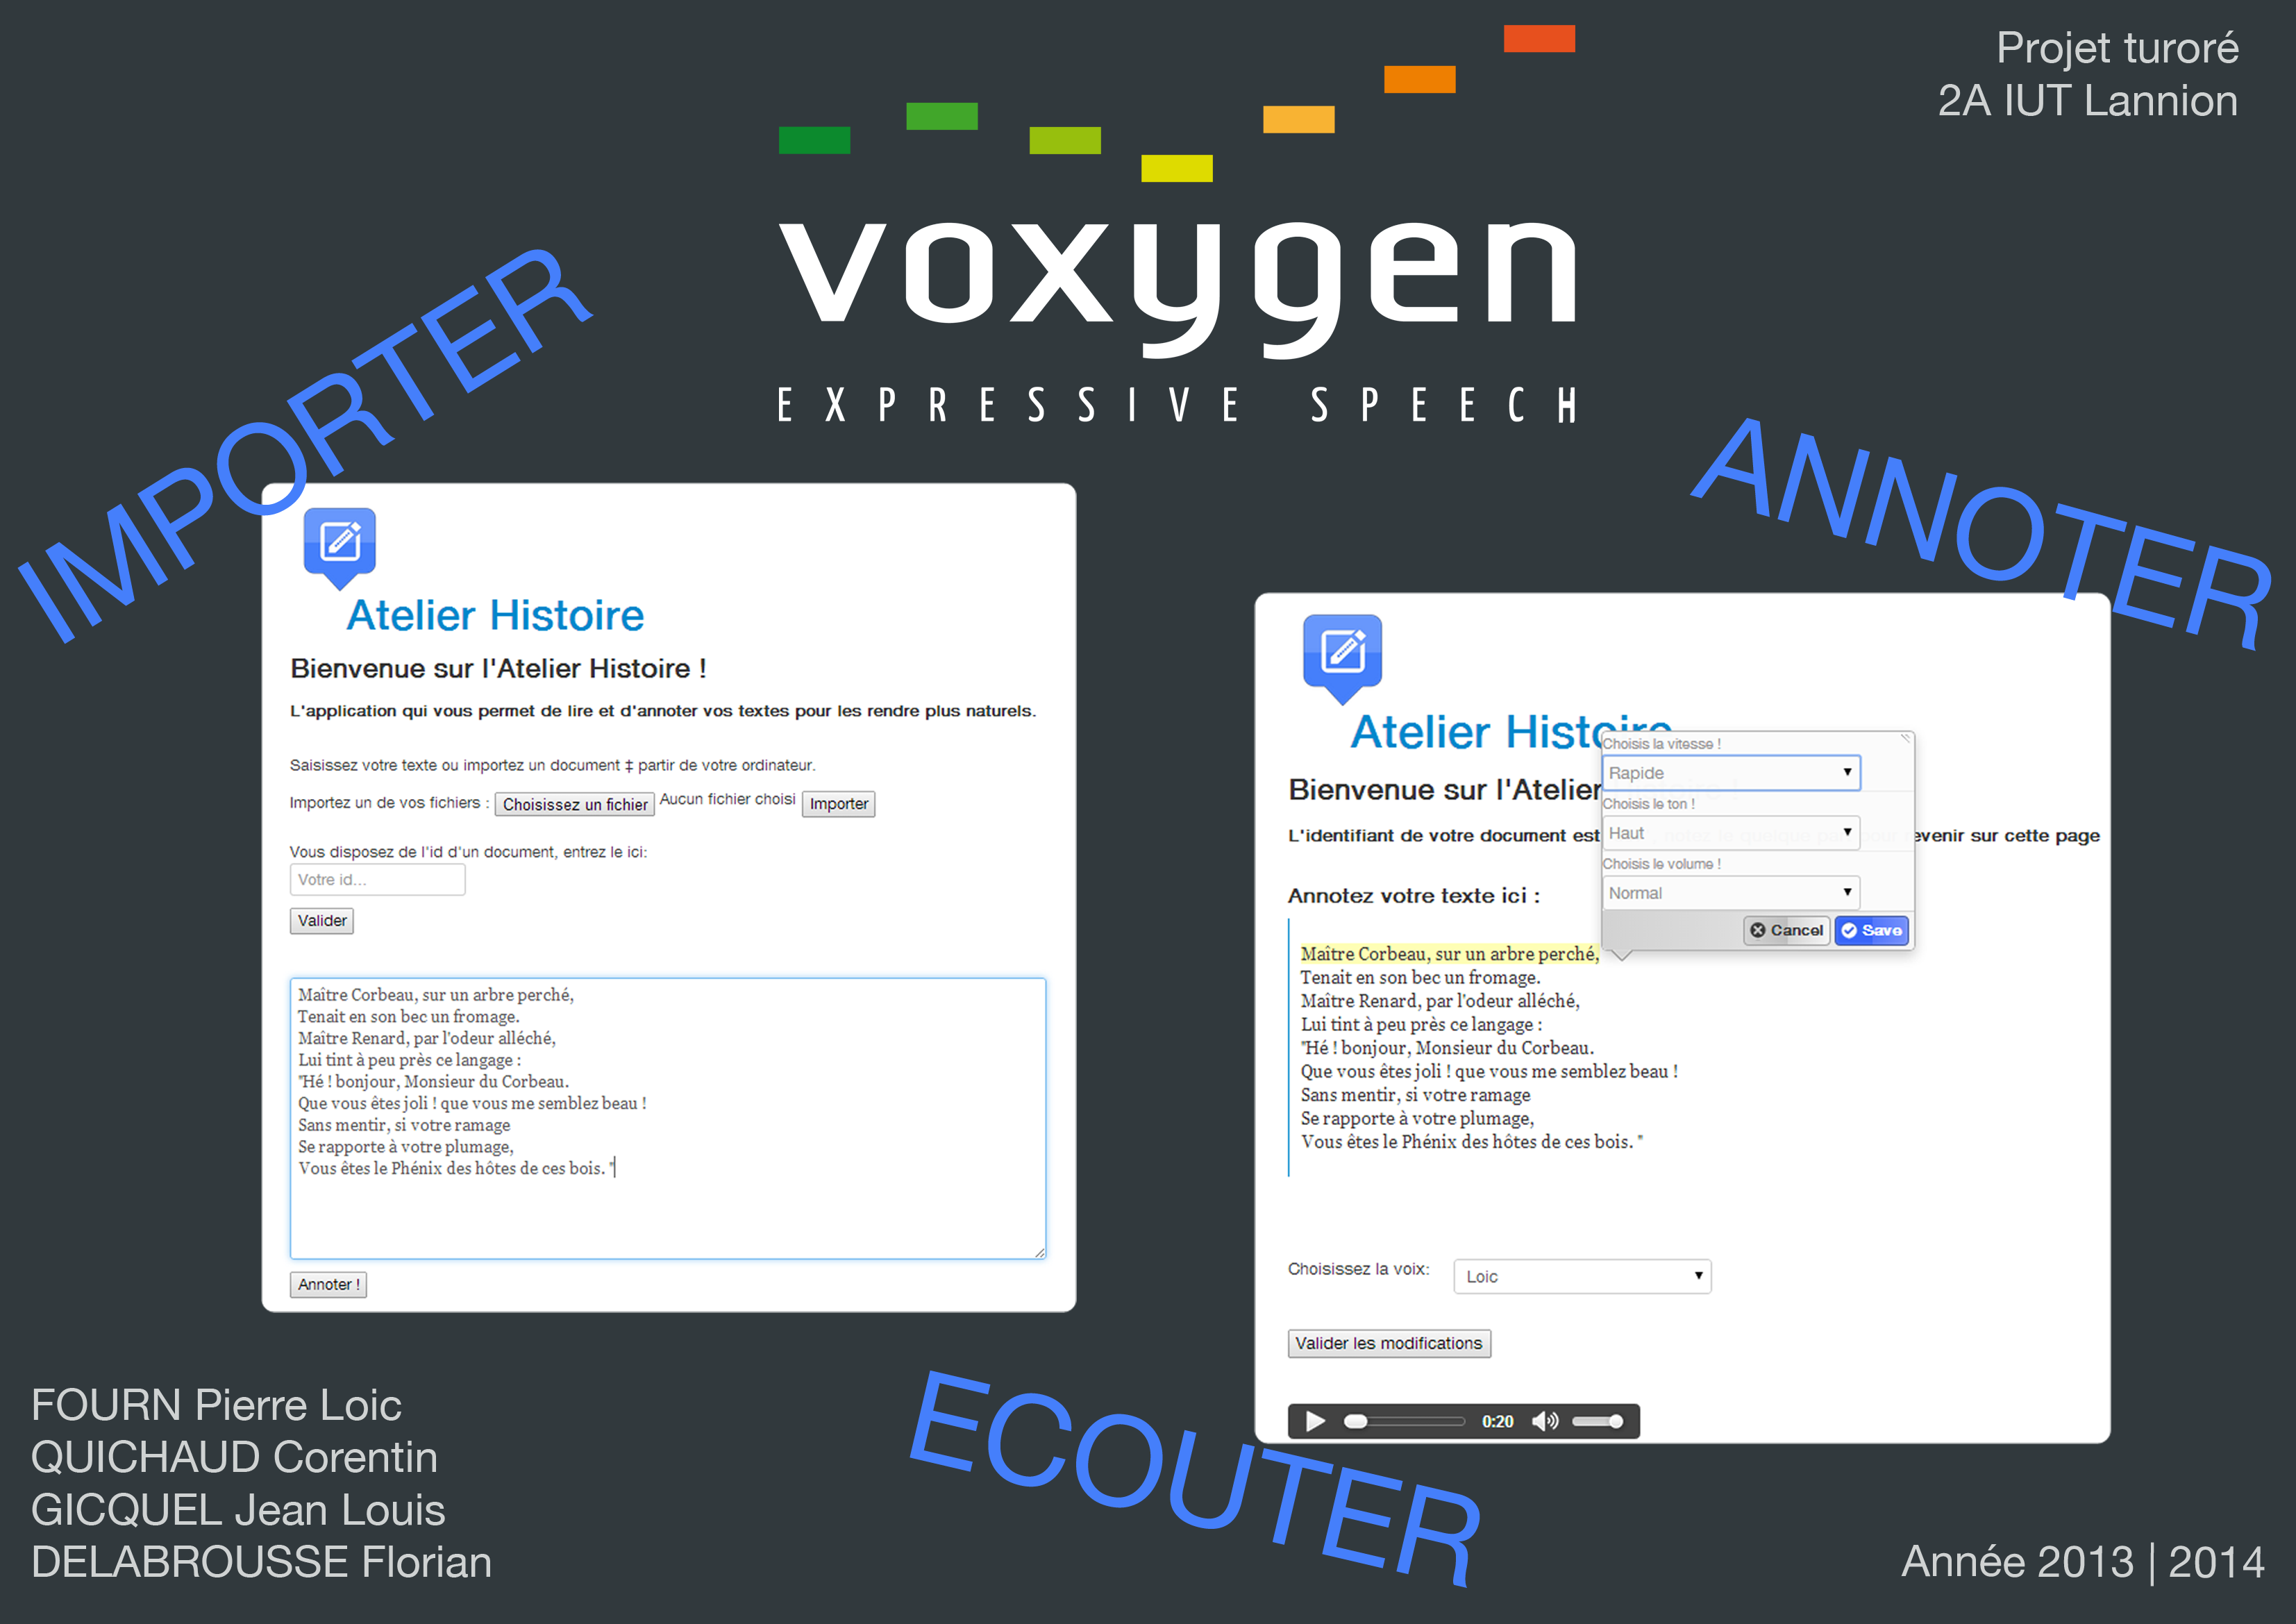 Projet turoré
2A IUT Lannion
voxygen
EXPRESSIVE SPEECH
IMPORTER
ANNOTER
Atelier Histoire
Bienvenue sur l'Atelier Histoire !
L'application qui vous permet de lire et d'annoter vos textes pour les rendre plus naturels.
Saisissez votre texte ou importez un document ‡ partir de votre ordinateur.
Importez un de vos fichiers : Choisissez un fichier Aucun fichier choisi Importer
Vous disposez de l'id d'un document, entrez le ici:
Votre id...
Valider
Maître Corbeau, sur un arbre perché,
Tenait en son bec un fromage.
Maître Renard, par l'odeur alléché,
Lui tint à peu près ce langage :
"Hé ! bonjour, Monsieur du Corbeau.
Que vous êtes joli ! que vous me semblez beau !
Sans mentir, si votre ramage
Se rapporte à votre plumage,
Vous êtes le Phénix des hôtes de ces bois. "
Annoter !
Atelier Histoire
Bienvenue sur l'Atelier
L'identifiant de votre document est evenir sur cette page
Choisis la vitesse !
Rapide
Choisis le ton !
Haut
Choisis le volume !
Normal
Cancel Save
Annotez votre texte ici :
Maître Corbeau, sur un arbre perché,
Tenait en son bec un fromage.
Maître Renard, par l'odeur alléché,
Lui tint à peu près ce langage :
"Hé ! bonjour, Monsieur du Corbeau.
Que vous êtes joli ! que vous me semblez beau !
Sans mentir, si votre ramage
Se rapporte à votre plumage,
Vous êtes le Phénix des hôtes de ces bois. "
Choisissez la voix: Loic
Valider les modifications
0:20
ECOUTER
FOURN Pierre Loic
QUICHAUD Corentin
GICQUEL Jean Louis
DELABROUSSE Florian
Année 2013 | 2014